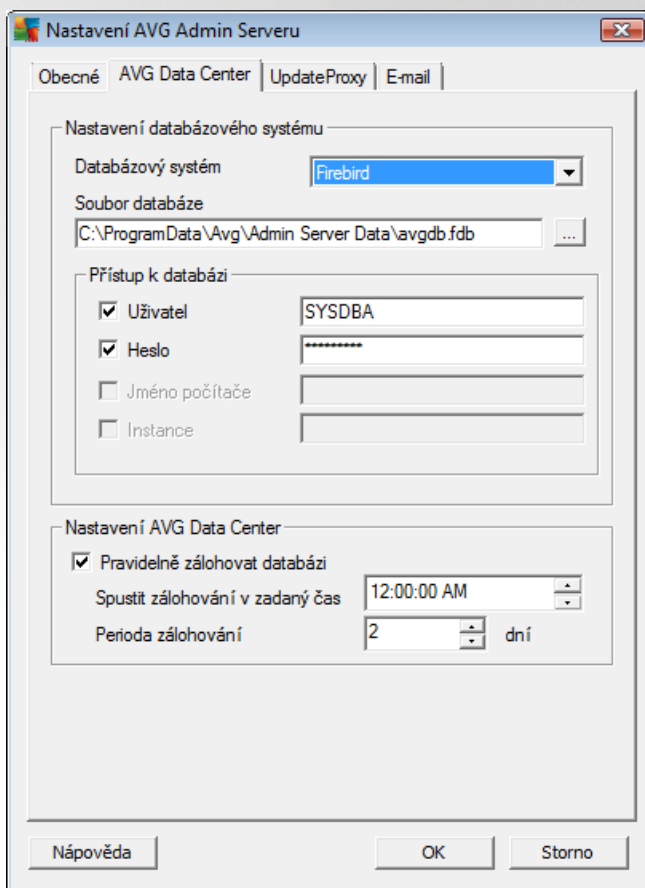 Nastavení AVG Admin Serveru
Obecné AVG Data Center UpdateProxy E-mail
Nastavení databázového systému
Databázový systém Firebird
Soubor databáze
C:\ProgramData\Avg\Admin Server Data\avgdb.fdb ...
Přístup k databázi
Uživatel SYSDBA
Heslo *********
Jméno počítače
Instance
Nastavení AVG Data Center
Pravidelně zálohovat databázi
Spustit zálohování v zadaný čas 12:00:00 AM
Perioda zálohování 2 dní
Nápověda OK Storno